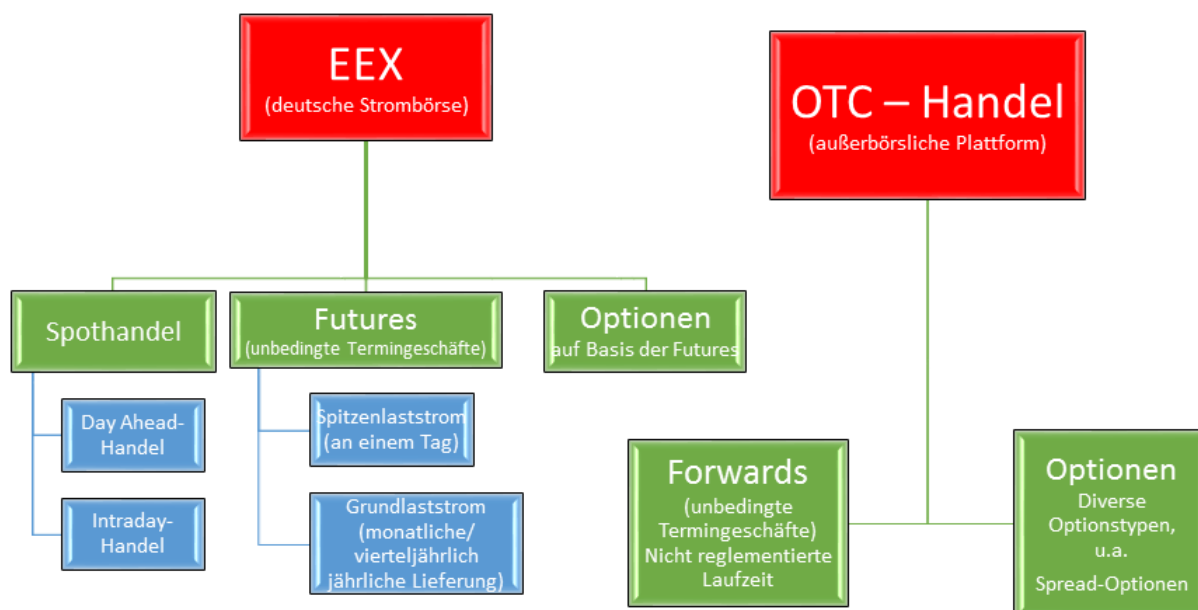 EEX
(deutsche Strombörse)
OTC – Handel
(außerbörsliche Plattform)
Spothandel
Futures
(unbedingte Termingeschäfte)
Optionen
auf Basis der Futures
Day Ahead-
Handel
Intraday-
Handel
Spitzenlaststrom
(an einem Tag)
Grundlaststrom
(monatliche/
vierteljährlich
jährliche Lieferung)
Forwards
(unbedingte
Termingeschäfte)
Nicht reglementierte
Laufzeit
Optionen
Diverse
Optionstypen,
u.a.
Spread-Optionen